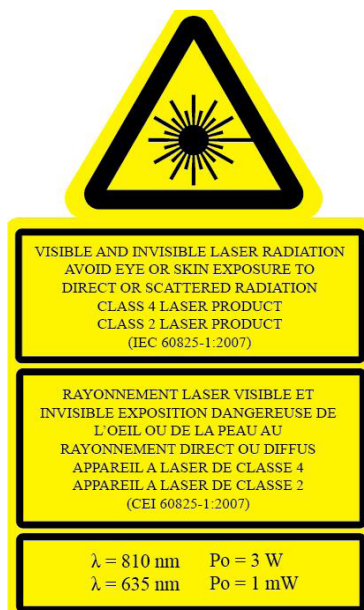 VISIBLE AND INVISIBLE LASER RADIATION
AVOID EYE OR SKIN EXPOSURE TO
DIRECT OR SCATTERED RADIATION
CLASS 4 LASER PRODUCT
CLASS 2 LASER PRODUCT
(IEC 60825-1:2007)
RAYONNEMENT LASER VISIBLE ET
INVISIBLE EXPOSITION DANGEREUSE DE
L'OEIL OU DE LA PEAU AU
RAYONNEMENT DIRECT OU DIFFUS
APPAREIL A LASER DE CLASSE 4
APPAREIL A LASER DE CLASSE 2
(CEI 60825-1:2007)
λ = 810 nm Po = 3 W
λ = 635 nm Po = 1 mW